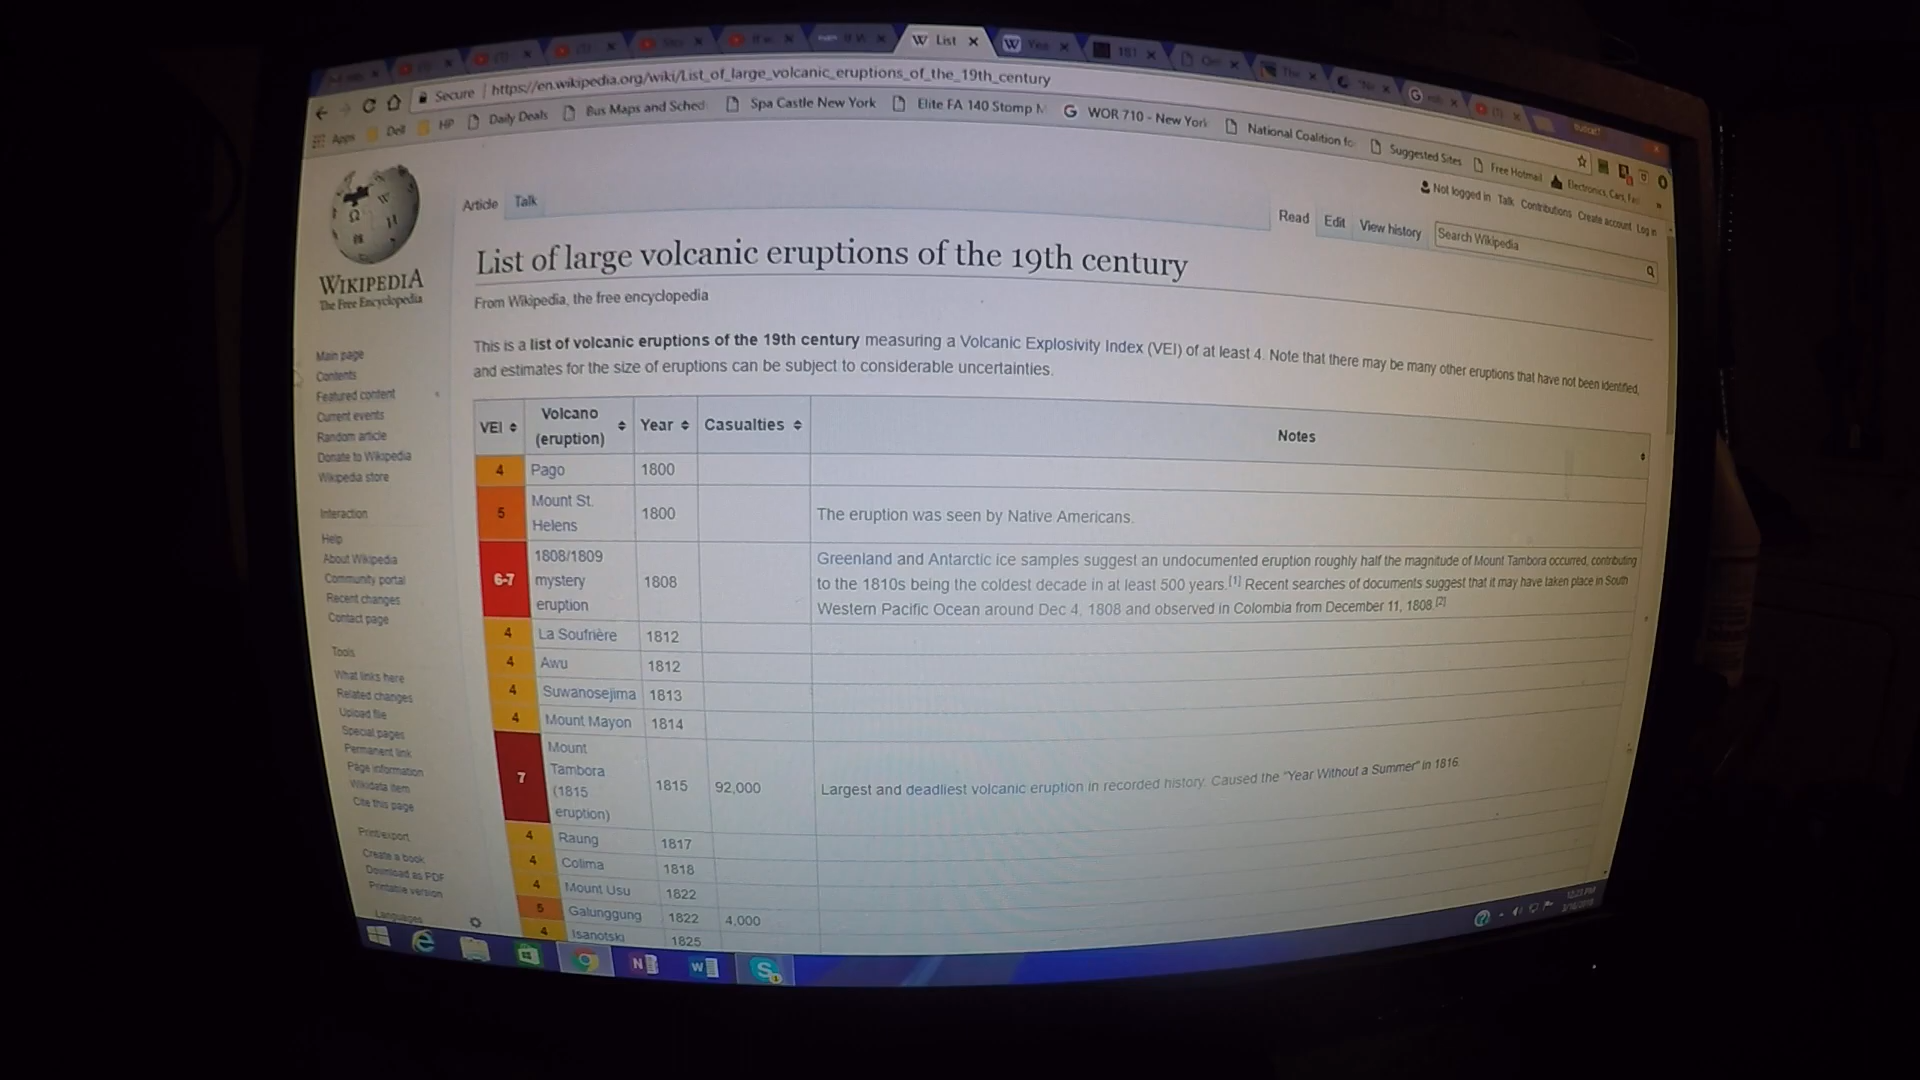 List
Yea
181
Secure | https://en.wikipedia.org/wiki/List_of_large_volcanic_eruptions_of_the_19th_century
Apps Dell HP Daily Deals Bus Maps and Sched Spa Castle New York Elite FA 140 Stomp M WOR 710 - New York National Coalition fo Suggested Sites Free Hotmail Electronics, Cars, Fas »
Not logged in Talk Contributions Create account Log in
Article Talk Read Edit View history Search Wikipedia
WIKIPEDIA
The Free Encyclopedia
List of large volcanic eruptions of the 19th century
From Wikipedia, the free encyclopedia
This is a list of volcanic eruptions of the 19th century measuring a Volcanic Explosivity Index (VEI) of at least 4. Note that there may be many other eruptions that have not been identified,
and estimates for the size of eruptions can be subject to considerable uncertainties.
Main page
Contents
Featured content
Current events
Random article
Donate to Wikipedia
Wikipedia store
Interaction
Help
About Wikipedia
Community portal
Recent changes
Contact page
Tools
What links here
Related changes
Upload file
Special pages
Permanent link
Page information
Wikidata item
Cite this page
Print/export
Create a book
Download as PDF
Printable version
Languages
VEI Volcano (eruption) Year Casualties Notes
4 Pago 1800
5 Mount St. Helens 1800 The eruption was seen by Native Americans.
6-7 1808/1809 mystery eruption 1808 Greenland and Antarctic ice samples suggest an undocumented eruption roughly half the magnitude of Mount Tambora occurred, contributing
to the 1810s being the coldest decade in at least 500 years.[1] Recent searches of documents suggest that it may have taken place in South
Western Pacific Ocean around Dec 4, 1808 and observed in Colombia from December 11, 1808.[2]
4 La Soufrière 1812
4 Awu 1812
4 Suwanosejima 1813
4 Mount Mayon 1814
7 Mount Tambora (1815 eruption) 1815 92,000 Largest and deadliest volcanic eruption in recorded history. Caused the "Year Without a Summer" in 1816
4 Raung 1817
4 Colima 1818
4 Mount Usu 1822
5 Galunggung 1822 4,000
4 Isanotski 1825
12:23 PM